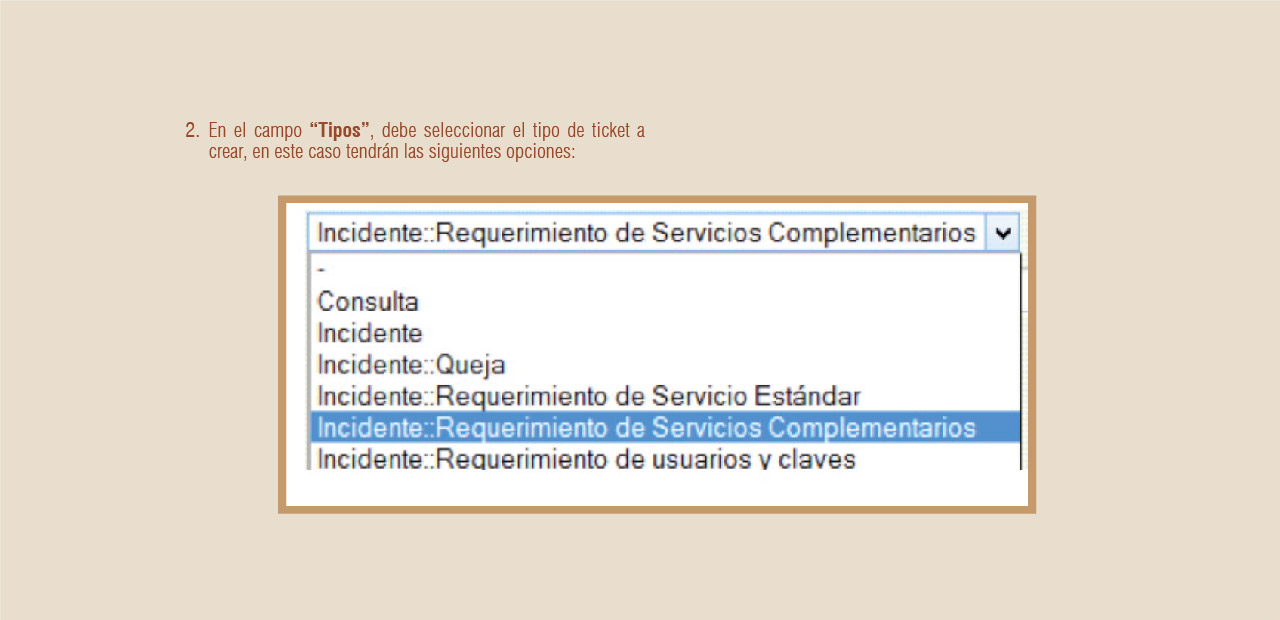 2. En el campo “Tipos”, debe seleccionar el tipo de ticket a
crear, en este caso tendrán las siguientes opciones:
Incidente::Requerimiento de Servicios Complementarios
-
Consulta
Incidente
Incidente::Queja
Incidente::Requerimiento de Servicio Estándar
Incidente::Requerimiento de Servicios Complementarios
Incidente::Requerimiento de usuarios y claves